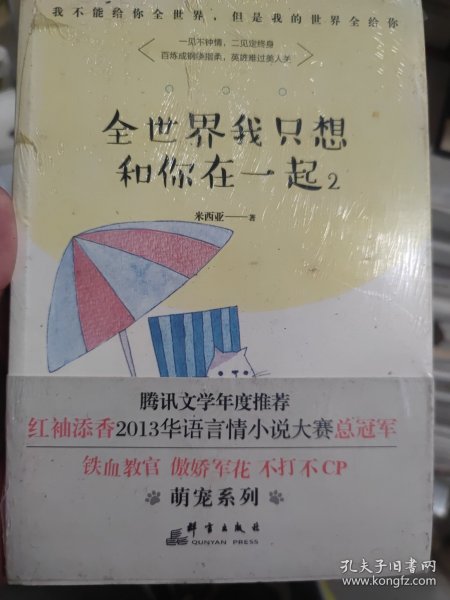 我不能给你全世界，但是我的世界全给你
一见不钟情，二见定终身
百炼成钢绕指柔，英雄难过美人关
全世界我只想
和你在一起2
米西亚——著
腾讯文学年度推荐
红袖添香2013华语言情小说大赛总冠军
铁血教官 傲娇军花 不打不CP
萌宠系列
群言出版社
QUNYAN PRESS
孔夫子旧书网
www.kongfz.com